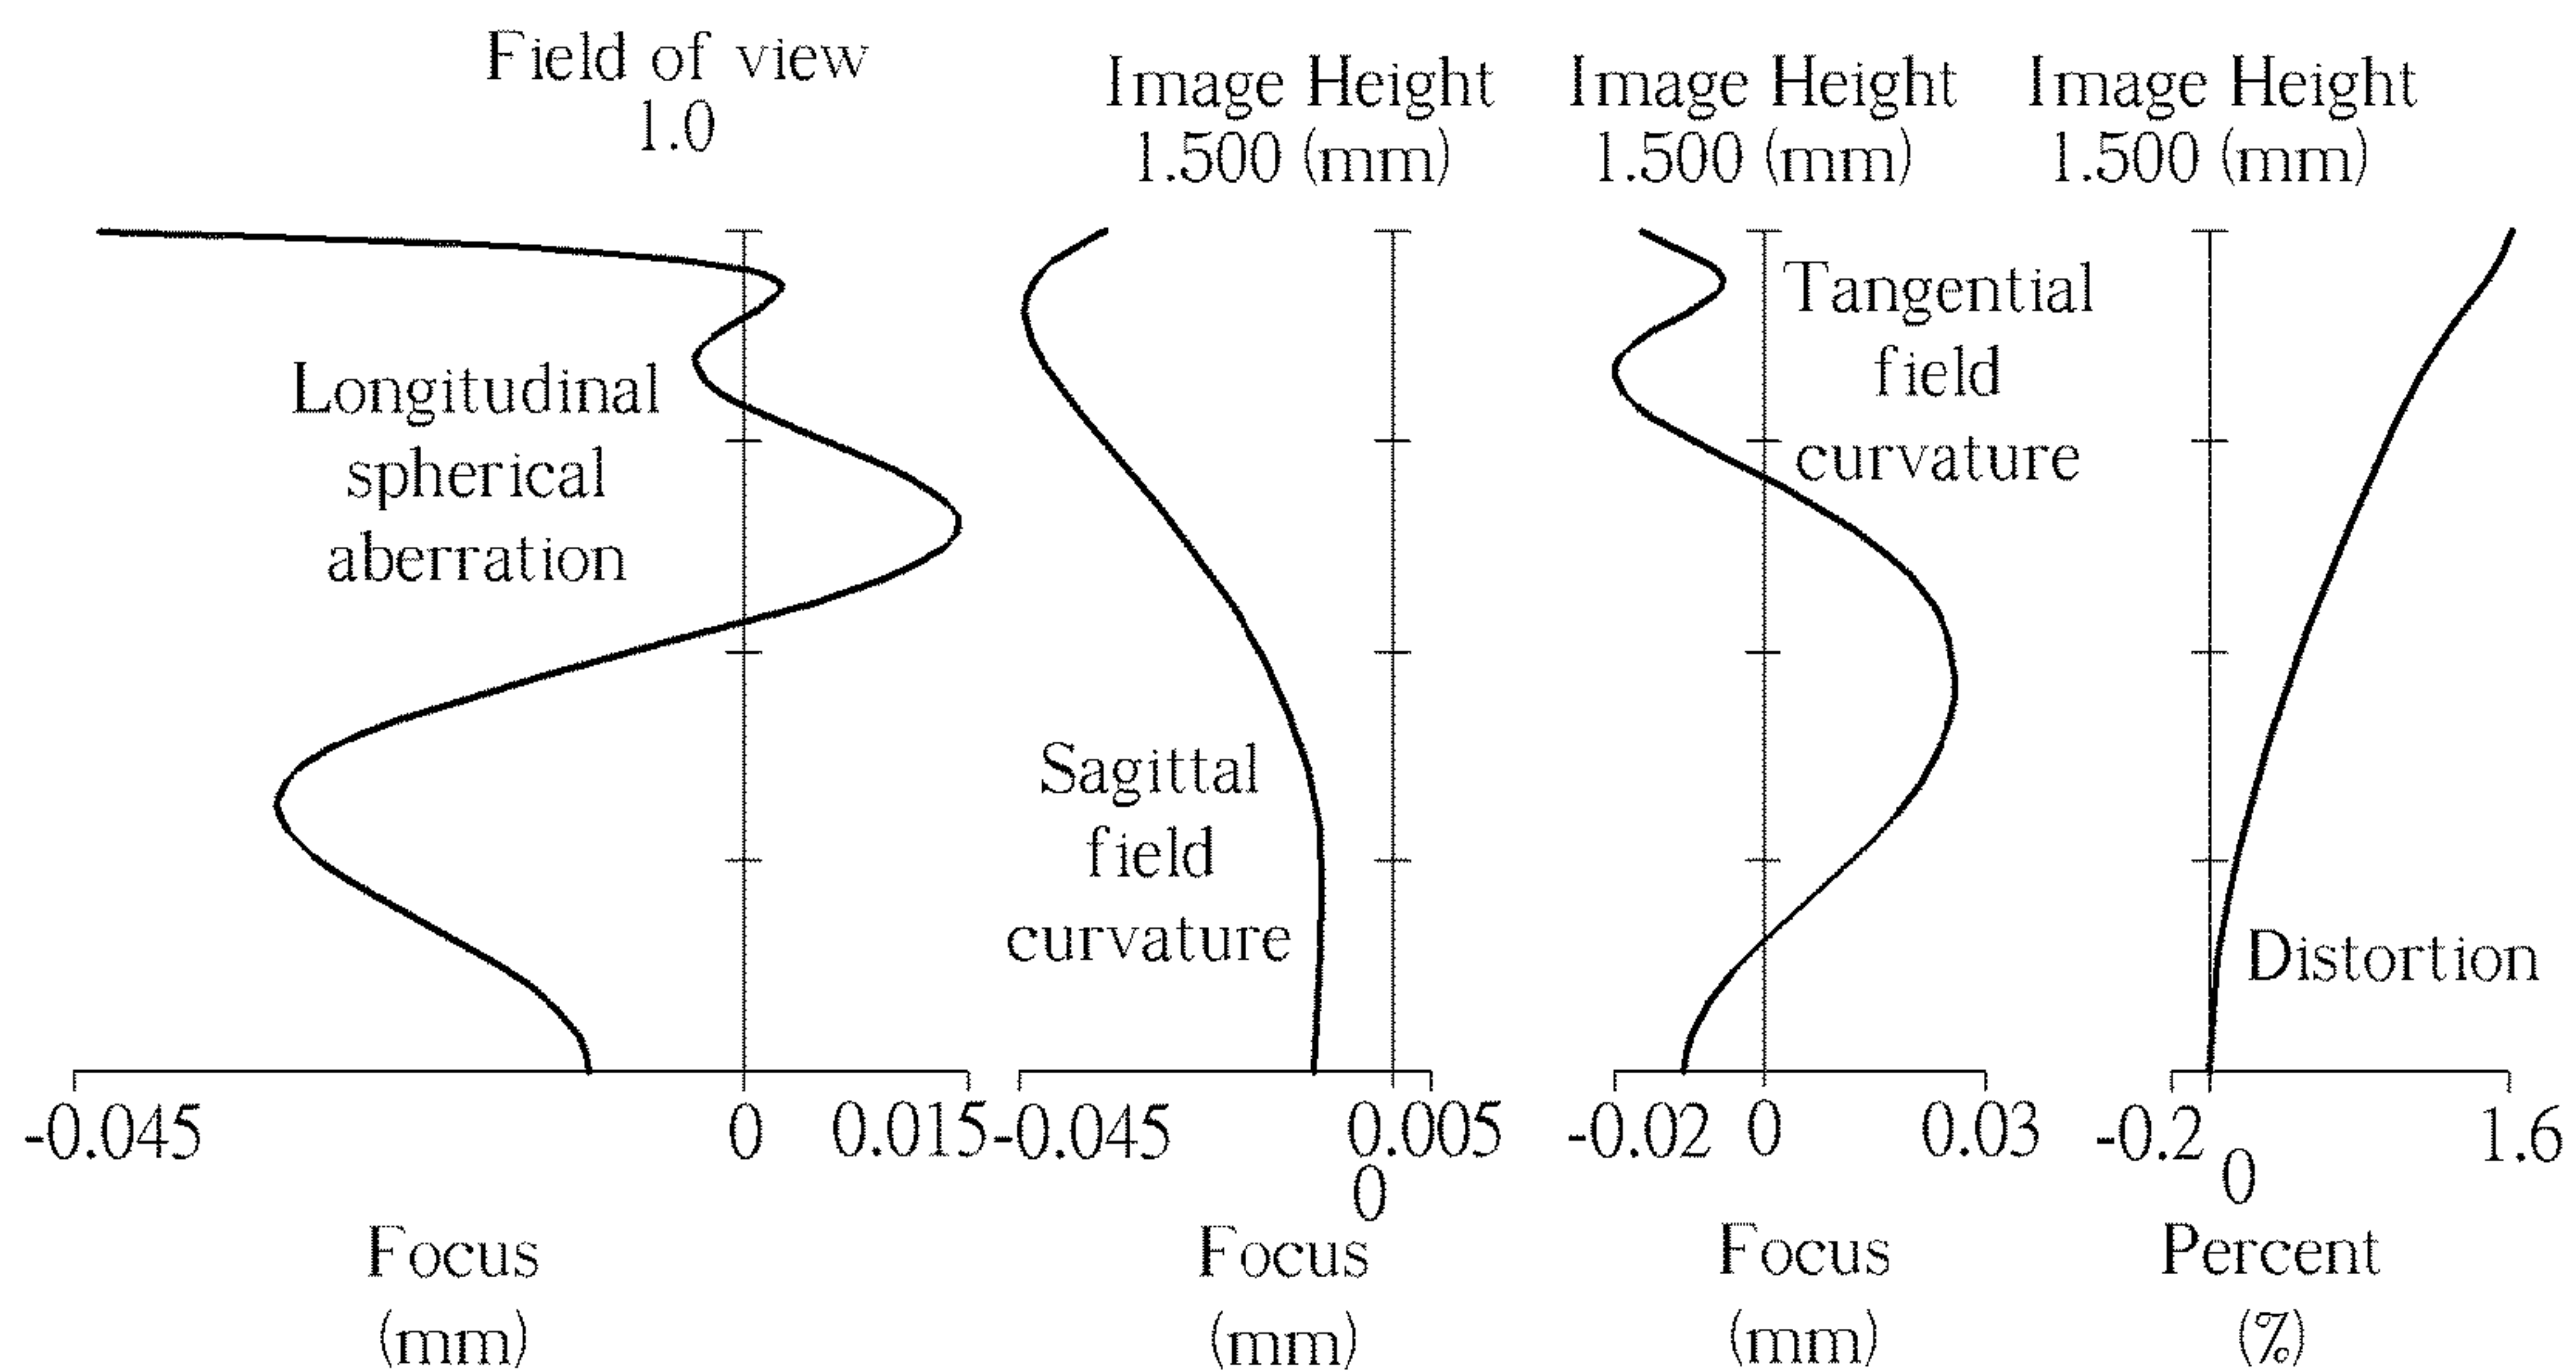 Field of view
1.0
Longitudinal
spherical
aberration
-0.045
0
0.015
Focus
(mm)
Image Height
1.500 (mm)
Sagittal
field
curvature
-0.045
0.005
0
Focus
(mm)
Image Height
1.500 (mm)
Tangential
field
curvature
-0.02
0
0.03
Focus
(mm)
Image Height
1.500 (mm)
Distortion
-0.2
0
1.6
Percent
(%)